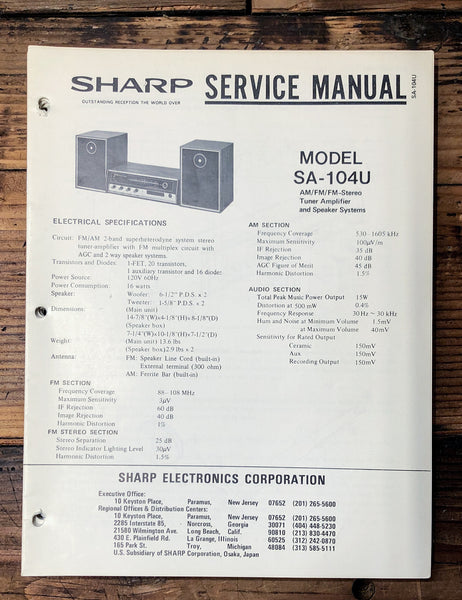 SHARP SERVICE MANUAL
OUTSTANDING RECEPTION THE WORLD OVER
SA-104U
MODEL
SA-104U
AM/FM/FM-Stereo
Tuner Amplifier
and Speaker Systems
ELECTRICAL SPECIFICATIONS
Circuit: FM/AM 2-band superheterodyne system stereo
tuner-amplifier with FM multiplex circuit with
AGC and 2 way speaker systems.
Transistors and Diodes: 1-FET, 20 transistors,
1 auxiliary transistor and 16 diodes
Power Source: 120V 60Hz
Power Consumption: 16 watts
Speaker: Woofer 6-1/2" P.D.S. x 2
Tweeter 1-5/8" P.D.S. x 2
Dimensions: (Main unit)
14-7/8"(W)x4-1/8"(H)x8-1/8"(D)
(Speaker box)
7-1/4"(W)x10-1/8"(H)x7-1/2"(D)
Weight: (Main unit) 13.6 lbs
(Speaker box) 2.9 lbs x 2
Antenna: FM: Speaker Line Cord (built-in)
External terminal (300 ohm)
AM: Ferrite Bar (built-in)
FM SECTION
Frequency Coverage 88-108 MHz
Maximum Sensitivity 3μV
IF Rejection 60 dB
Image Rejection 40 dB
Harmonic Distortion 1%
FM STEREO SECTION
Stereo Separation 25 dB
Stereo Indicator Lighting Level 30μV
Harmonic Distortion 1.5%
AM SECTION
Frequency Coverage 530-1605 kHz
Maximum Sensitivity 100μV/m
IF Rejection 35 dB
Image Rejection 40 dB
AGC Figure of Merit 45 dB
Harmonic Distortion 1.5%
AUDIO SECTION
Total Peak Music Power Output 15W
Distortion at 500 mW 0.4%
Frequency Response 30 Hz ~ 30 kHz
Hum and Noise at Minimum Volume 1.5mV
at Maximum Volume 40mV
Sensitivity for Rated Output
Ceramic 150mV
Aux 150mV
Recording Output 150mV
SHARP ELECTRONICS CORPORATION
Executive Office:
10 Keyston Place, Paramus, New Jersey 07652 (201) 265-5600
Regional Offices & Distribution Centers:
10 Keyston Place, Paramus, New Jersey 07652 (201) 265-5600
2285 Interstate 85, Norcross, Georgia 30071 (404) 448-5230
21580 Wilmington Ave. Long Beach, Calif. 90810 (213) 830-4470
430 E. Plainfield Rd. La Grange, Illinois 60525 (312) 242-0870
165 Park St. Troy, Michigan 48084 (313) 585-5111
U.S. Subsidiary of SHARP Corporation, Osaka, Japan